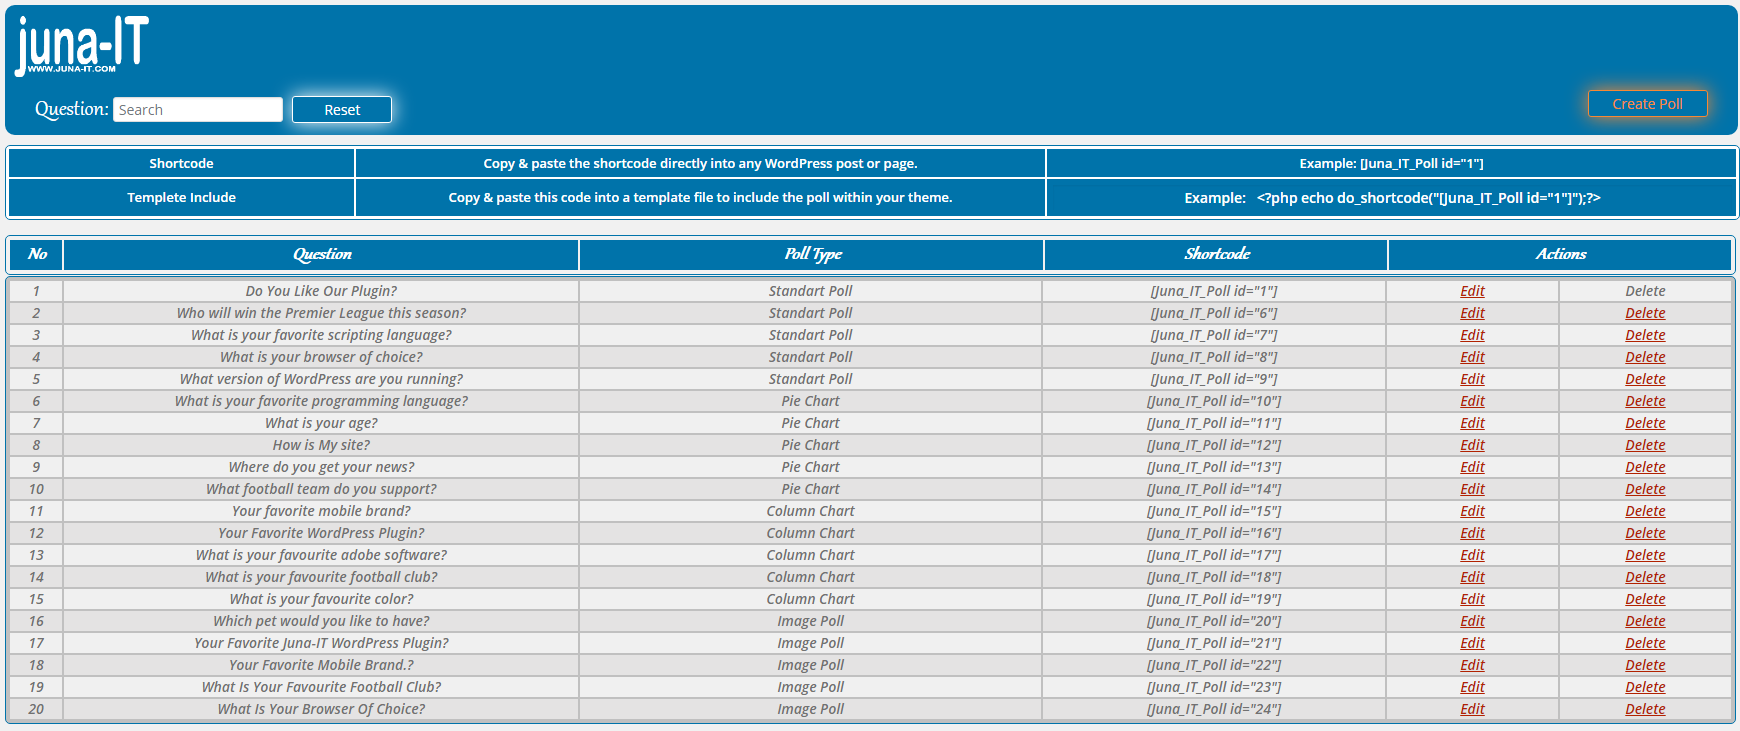 juna-IT
WWW.JUNA-IT.COM
Question: Search Reset Create Poll
Shortcode Copy & paste the shortcode directly into any WordPress post or page. Example: [Juna_IT_Poll id="1"]
Templete Include Copy & paste this code into a template file to include the poll within your theme. Example: <?php echo do_shortcode("[Juna_IT_Poll id="1"]");?>
No Question Poll Type Shortcode Actions
1 Do You Like Our Plugin? Standart Poll [Juna_IT_Poll id="1"] Edit Delete
2 Who will win the Premier League this season? Standart Poll [Juna_IT_Poll id="6"] Edit Delete
3 What is your favorite scripting language? Standart Poll [Juna_IT_Poll id="7"] Edit Delete
4 What is your browser of choice? Standart Poll [Juna_IT_Poll id="8"] Edit Delete
5 What version of WordPress are you running? Standart Poll [Juna_IT_Poll id="9"] Edit Delete
6 What is your favorite programming language? Pie Chart [Juna_IT_Poll id="10"] Edit Delete
7 What is your age? Pie Chart [Juna_IT_Poll id="11"] Edit Delete
8 How is My site? Pie Chart [Juna_IT_Poll id="12"] Edit Delete
9 Where do you get your news? Pie Chart [Juna_IT_Poll id="13"] Edit Delete
10 What football team do you support? Pie Chart [Juna_IT_Poll id="14"] Edit Delete
11 Your favorite mobile brand? Column Chart [Juna_IT_Poll id="15"] Edit Delete
12 Your Favorite WordPress Plugin? Column Chart [Juna_IT_Poll id="16"] Edit Delete
13 What is your favourite adobe software? Column Chart [Juna_IT_Poll id="17"] Edit Delete
14 What is your favourite football club? Column Chart [Juna_IT_Poll id="18"] Edit Delete
15 What is your favourite color? Column Chart [Juna_IT_Poll id="19"] Edit Delete
16 Which pet would you like to have? Image Poll [Juna_IT_Poll id="20"] Edit Delete
17 Your Favorite Juna-IT WordPress Plugin? Image Poll [Juna_IT_Poll id="21"] Edit Delete
18 Your Favorite Mobile Brand.? Image Poll [Juna_IT_Poll id="22"] Edit Delete
19 What Is Your Favourite Football Club? Image Poll [Juna_IT_Poll id="23"] Edit Delete
20 What Is Your Browser Of Choice? Image Poll [Juna_IT_Poll id="24"] Edit Delete